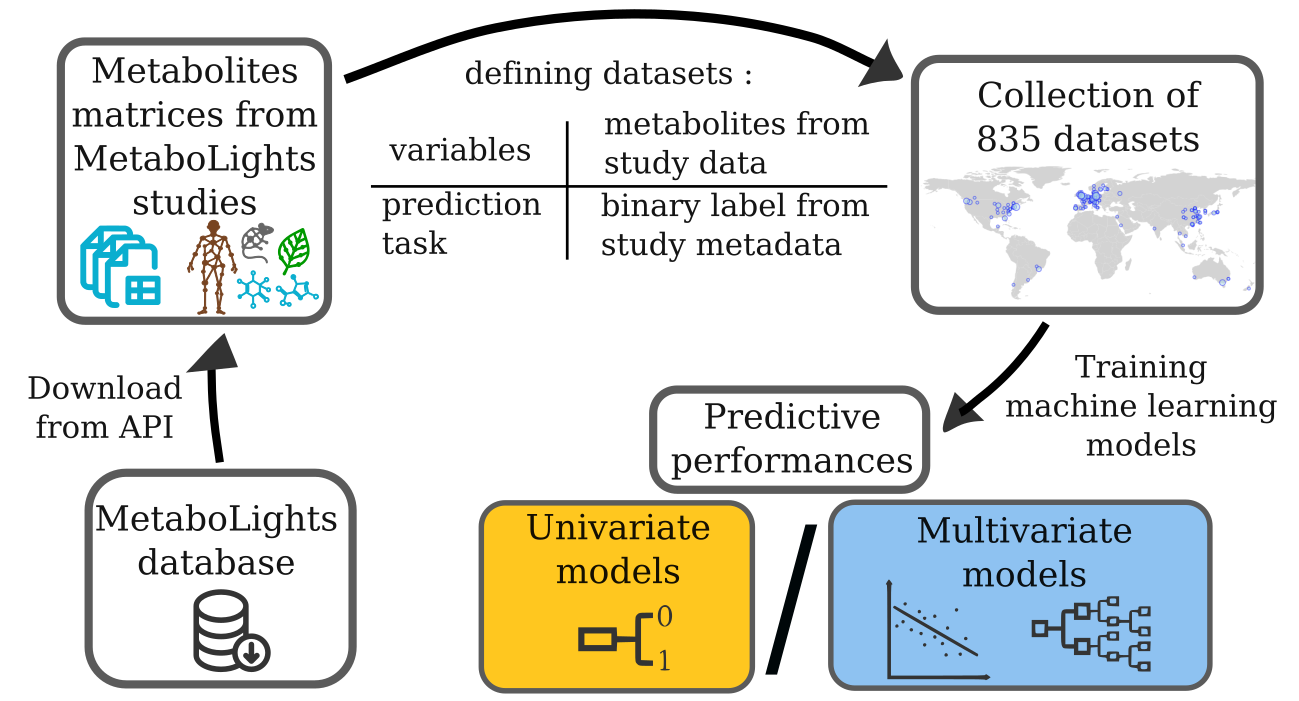 Metabolites
matrices from
MetaboLights
studies
defining datasets :
variables
metabolites from
study data
prediction
task
binary label from
study metadata
Collection of
835 datasets
Download
from API
Training
machine learning
models
Predictive
performances
MetaboLights
database
Univariate
models
0
1
Multivariate
models